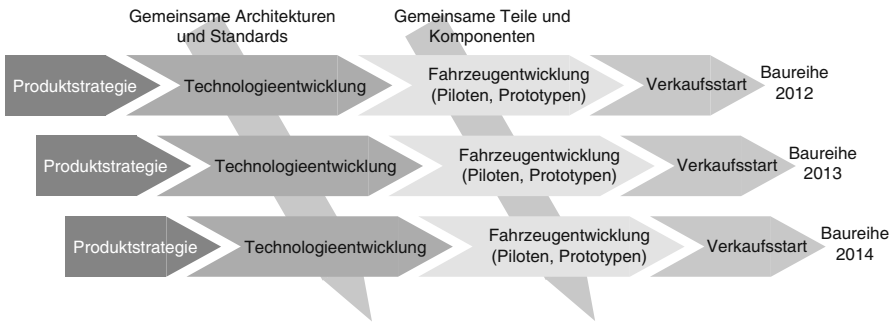 Gemeinsame Architekturen
und Standards
Gemeinsame Teile und
Komponenten
Produktstrategie
Technologieentwicklung
Fahrzeugentwicklung
(Piloten, Prototypen)
Verkaufsstart
Baureihe
2012
Produktstrategie
Technologieentwicklung
Fahrzeugentwicklung
(Piloten, Prototypen)
Verkaufsstart
Baureihe
2013
Produktstrategie
Technologieentwicklung
Fahrzeugentwicklung
(Piloten, Prototypen)
Verkaufsstart
Baureihe
2014